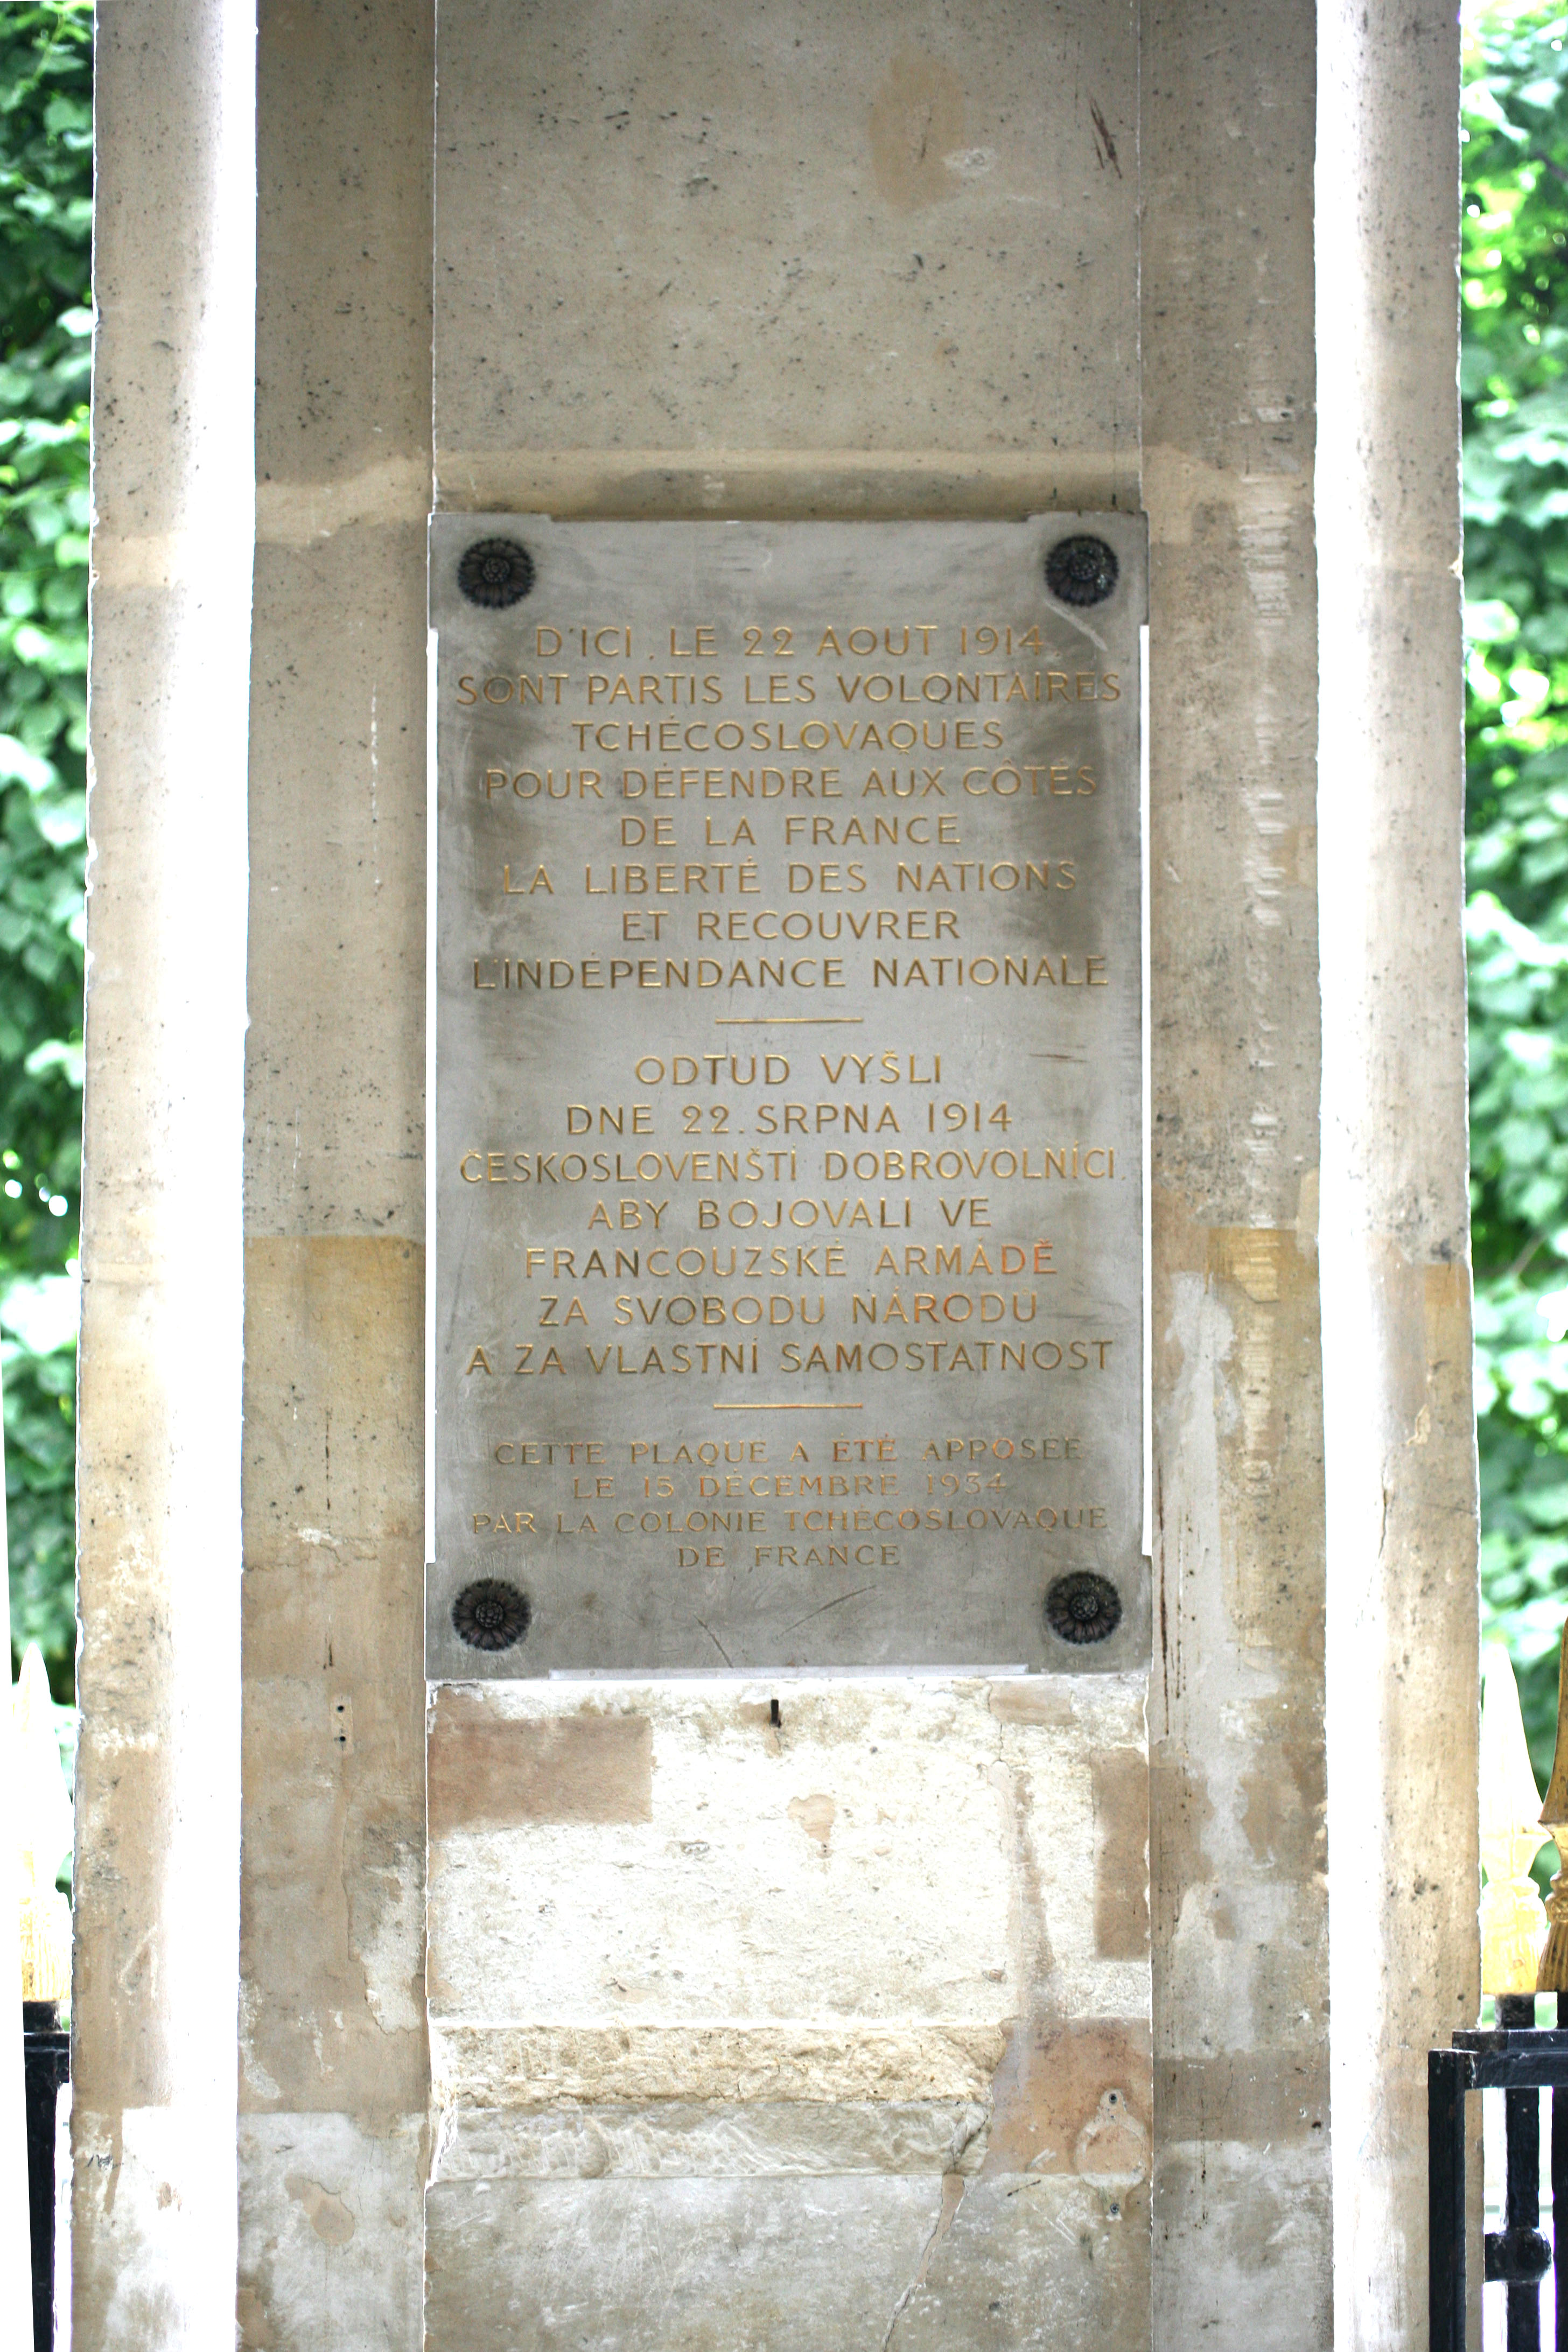 D'ICI, LE 22 AOUT 1914
SONT PARTIS LES VOLONTAIRES
TCHÉCOSLOVAQUES
POUR DÉFENDRE AUX CÔTÉS
DE LA FRANCE
LA LIBERTÉ DES NATIONS
ET RECOUVRER
L'INDÉPENDANCE NATIONALE
ODTUD VYŠLI
DNE 22. SRPNA 1914
ČESKOSLOVENŠTÍ DOBROVOLNÍCI
ABY BOJOVALI VE
FRANCOUZSKÉ ARMÁDĚ
ZA SVOBODU NÁRODŮ
A ZA VLASTNÍ SAMOSTATNOST
CETTE PLAQUE A ÉTÉ APPOSÉE
LE 15 DÉCEMBRE 1934
PAR LA COLONIE TCHÉCOSLOVAQUE
DE FRANCE